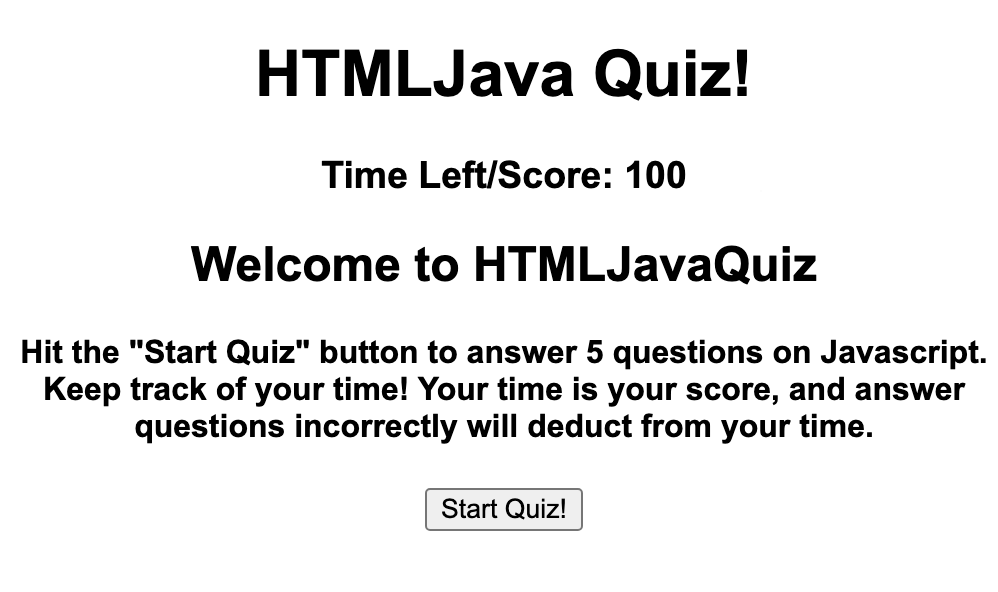 HTMLJava Quiz!
Time Left/Score: 100
Welcome to HTMLJavaQuiz
Hit the "Start Quiz" button to answer 5 questions on Javascript.
Keep track of your time! Your time is your score, and answer
questions incorrectly will deduct from your time.
Start Quiz!